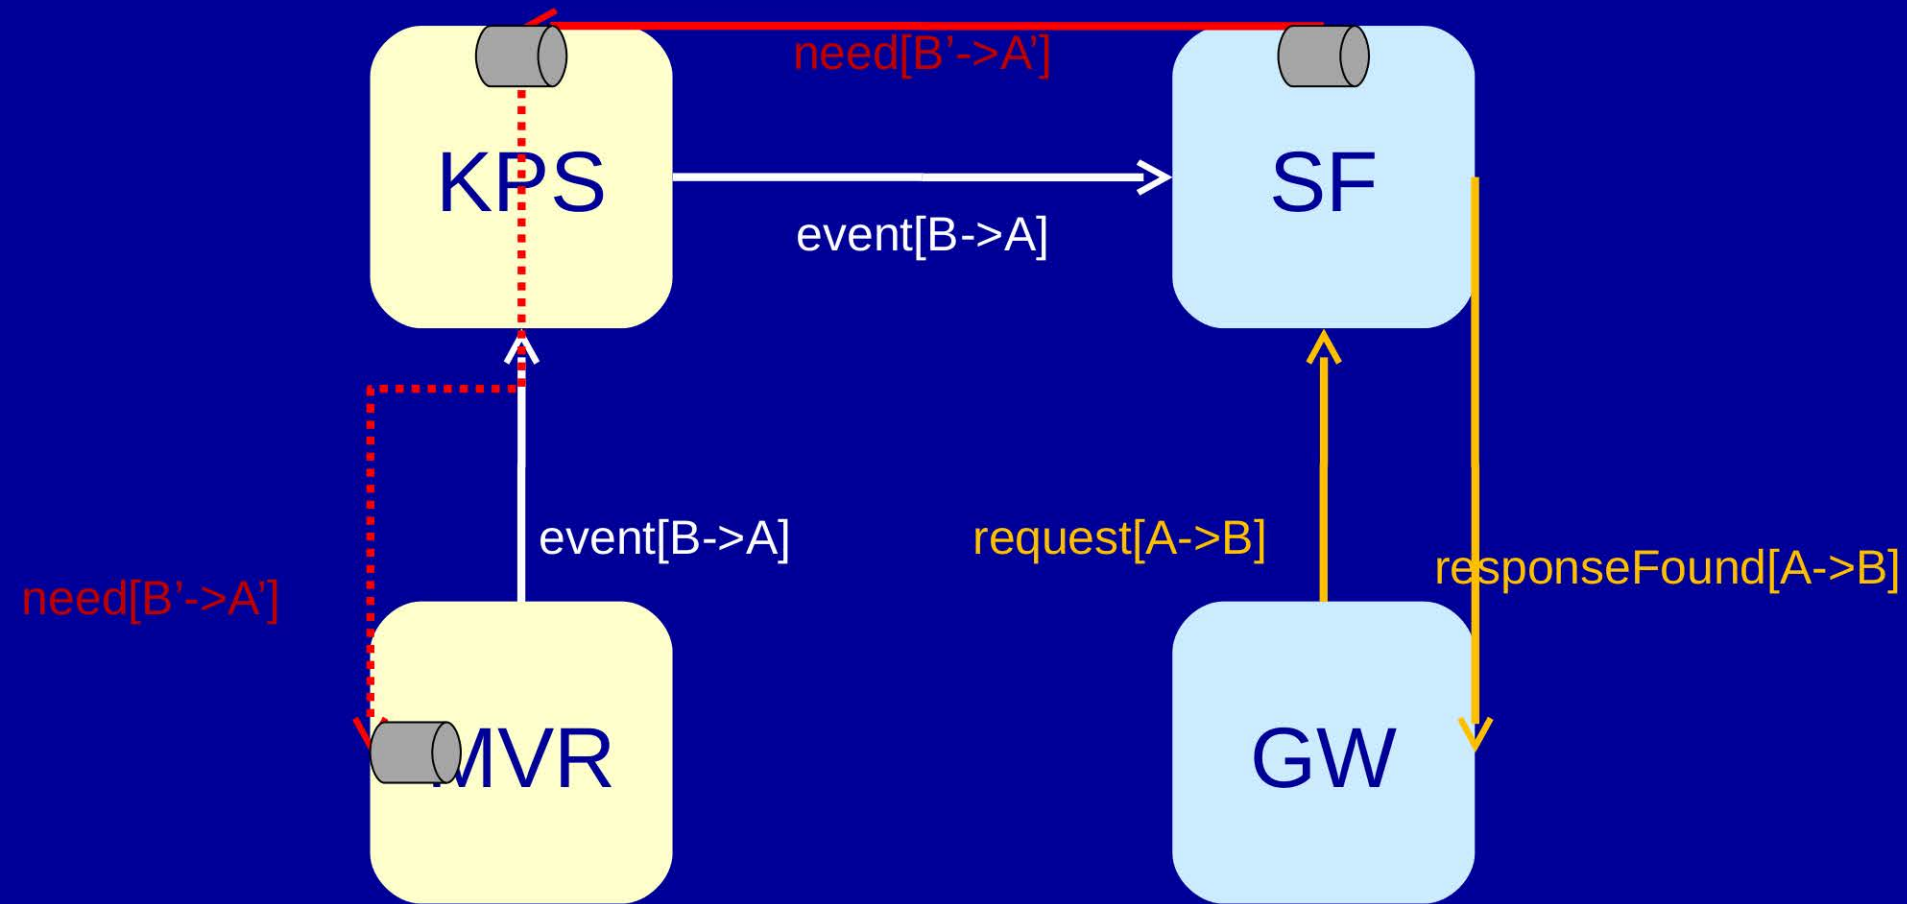 need[B’->A’]
KPS
SF
event[B->A]
event[B->A]
request[A->B]
responseFound[A->B]
need[B’->A’]
MVR
GW